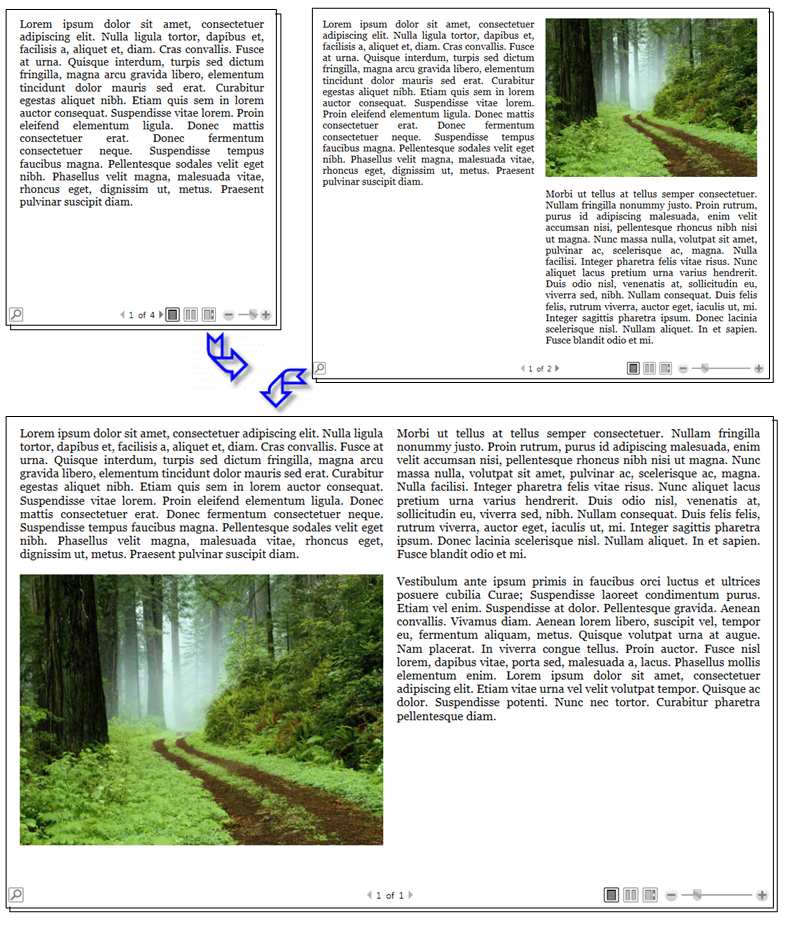 Lorem ipsum dolor sit amet, consectetuer
adipiscing elit. Nulla ligula tortor, dapibus et,
facilisis a, aliquet et, diam. Cras convallis. Fusce
at urna. Quisque interdum, turpis sed dictum
fringilla, magna arcu gravida libero, elementum
tincidunt dolor mauris sed erat. Curabitur
egestas aliquet nibh. Etiam quis sem in lorem
auctor consequat. Suspendisse vitae lorem. Proin
eleifend elementum ligula. Donec mattis
consectetuer erat. Donec fermentum
consectetuer neque. Suspendisse tempus
faucibus magna. Pellentesque sodales velit eget
nibh. Phasellus velit magna, malesuada vitae,
rhoncus eget, dignissim ut, metus. Praesent
pulvinar suscipit diam.
1 of 4
Lorem ipsum dolor sit amet, consectetuer
adipiscing elit. Nulla ligula tortor, dapibus et,
facilisis a, aliquet et, diam. Cras convallis. Fusce
at urna. Quisque interdum, turpis sed dictum
fringilla, magna arcu gravida libero, elementum
tincidunt dolor mauris sed erat. Curabitur
egestas aliquet nibh. Etiam quis sem in lorem
auctor consequat. Suspendisse vitae lorem.
Proin eleifend elementum ligula. Donec mattis
consectetuer erat. Donec fermentum
consectetuer neque. Suspendisse tempus
faucibus magna. Pellentesque sodales velit eget
nibh. Phasellus velit magna, malesuada vitae,
rhoncus eget, dignissim ut, metus. Praesent
pulvinar suscipit diam.
Morbi ut tellus at tellus semper consectetuer.
Nullam fringilla nonummy justo. Proin rutrum,
purus id adipiscing malesuada, enim velit
accumsan nisi, pellentesque rhoncus nibh nisi
ut magna. Nunc massa nulla, volutpat sit amet,
pulvinar ac, scelerisque ac, magna. Nulla
facilisi. Integer pharetra felis vitae risus. Nunc
aliquet lacus pretium urna varius hendrerit.
Duis odio nisl, venenatis at, sollicitudin eu,
viverra sed, nibh. Nullam consequat. Duis felis
felis, rutrum viverra, auctor eget, iaculis ut, mi.
Integer sagittis pharetra ipsum. Donec lacinia
scelerisque nisl. Nullam aliquet. In et sapien.
Fusce blandit odio et mi.
1 of 2
Lorem ipsum dolor sit amet, consectetuer adipiscing elit. Nulla ligula
tortor, dapibus et, facilisis a, aliquet et, diam. Cras convallis. Fusce at
urna. Quisque interdum, turpis sed dictum fringilla, magna arcu
gravida libero, elementum tincidunt dolor mauris sed erat. Curabitur
egestas aliquet nibh. Etiam quis sem in lorem auctor consequat.
Suspendisse vitae lorem. Proin eleifend elementum ligula. Donec
mattis consectetuer erat. Donec fermentum consectetuer neque.
Suspendisse tempus faucibus magna. Pellentesque sodales velit eget
nibh. Phasellus velit magna, malesuada vitae, rhoncus eget,
dignissim ut, metus. Praesent pulvinar suscipit diam.
Morbi ut tellus at tellus semper consectetuer. Nullam fringilla
nonummy justo. Proin rutrum, purus id adipiscing malesuada, enim
velit accumsan nisi, pellentesque rhoncus nibh nisi ut magna. Nunc
massa nulla, volutpat sit amet, pulvinar ac, scelerisque ac, magna.
Nulla facilisi. Integer pharetra felis vitae risus. Nunc aliquet lacus
pretium urna varius hendrerit. Duis odio nisl, venenatis at,
sollicitudin eu, viverra sed, nibh. Nullam consequat. Duis felis felis,
rutrum viverra, auctor eget, iaculis ut, mi. Integer sagittis pharetra
ipsum. Donec lacinia scelerisque nisl. Nullam aliquet. In et sapien.
Fusce blandit odio et mi.
Vestibulum ante ipsum primis in faucibus orci luctus et ultrices
posuere cubilia Curae; Suspendisse laoreet condimentum purus.
Etiam vel enim. Suspendisse at dolor. Pellentesque gravida. Aenean
convallis. Vivamus diam. Aenean lorem libero, suscipit vel, tempor
eu, fermentum aliquam, metus. Quisque volutpat urna at augue.
Nam placerat. In viverra congue tellus. Proin auctor. Fusce nisl
lorem, dapibus vitae, porta sed, malesuada a, lacus. Phasellus mollis
elementum enim. Lorem ipsum dolor sit amet, consectetuer
adipiscing elit. Etiam vitae urna vel velit volutpat tempor. Quisque ac
dolor. Suspendisse potenti. Nunc nec tortor. Curabitur pharetra
pellentesque diam.
1 of 1